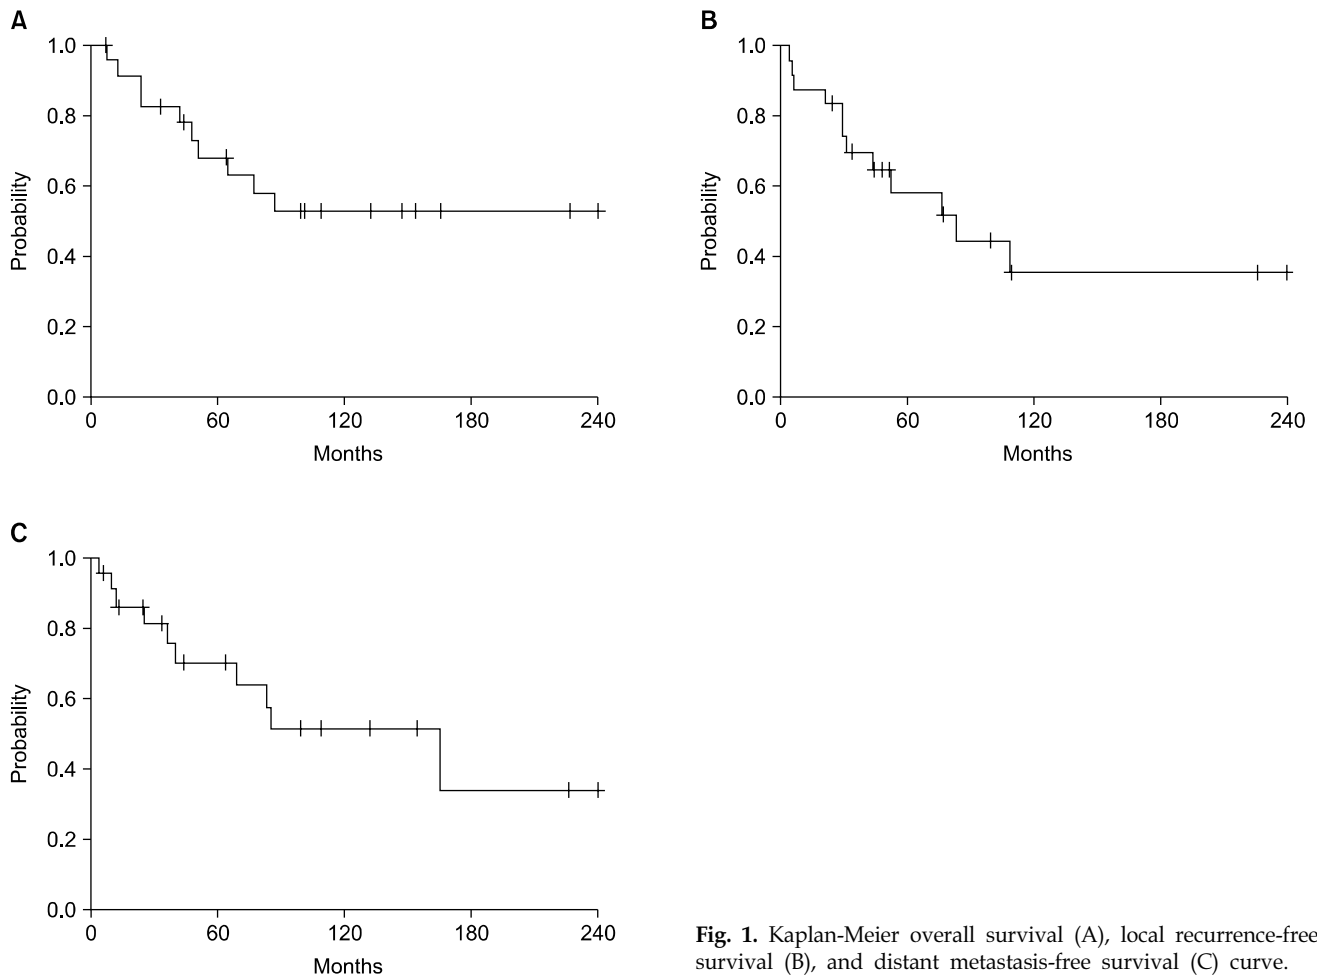 A
1.0
0.8
0.6
0.4
0.2
0.0
Probability
0 60 120 180 240
Months
B
1.0
0.8
0.6
0.4
0.2
0.0
Probability
0 60 120 180 240
Months
C
1.0
0.8
0.6
0.4
0.2
0.0
Probability
0 60 120 180 240
Months
Fig. 1. Kaplan-Meier overall survival (A), local recurrence-free
survival (B), and distant metastasis-free survival (C) curve.